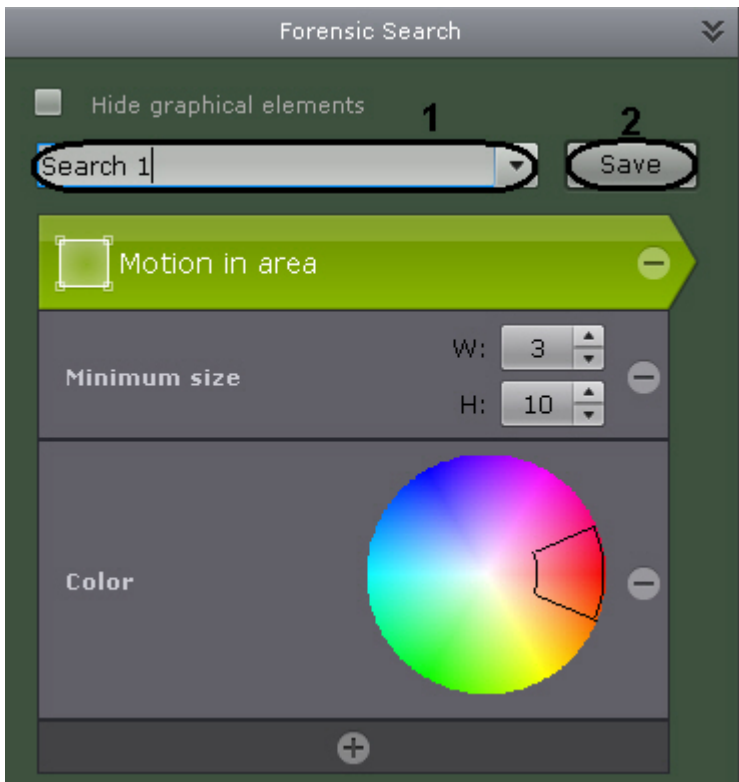 Forensic Search
Hide graphical elements
1
2
Search 1
Save
Motion in area
Minimum size
W: 3
H: 10
Color